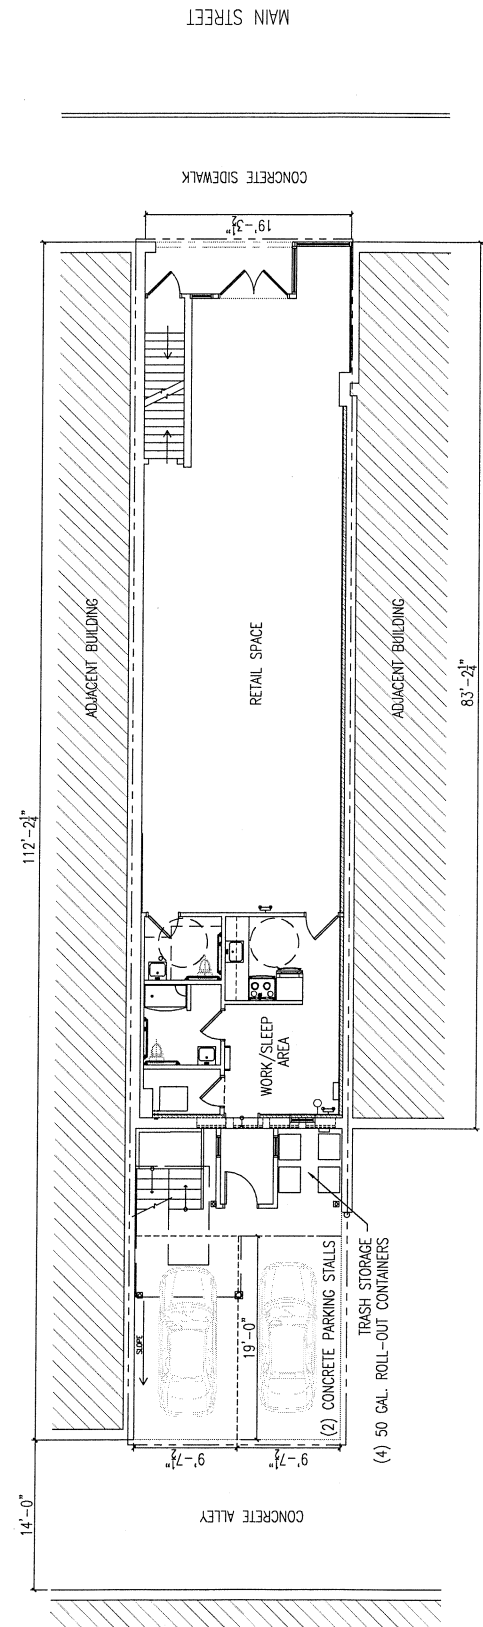 MAIN STREET
CONCRETE SIDEWALK
19'-3½"
ADJACENT BUILDING
RETAIL SPACE
ADJACENT BUILDING
83'-2¼"
112'-2¼"
WORK/SLEEP
AREA
TRASH STORAGE
(4) 50 GAL. ROLL-OUT CONTAINERS
(2) CONCRETE PARKING STALLS
19'-0"
SLOPE
9'-7½"
9'-7½"
CONCRETE ALLEY
14'-0"